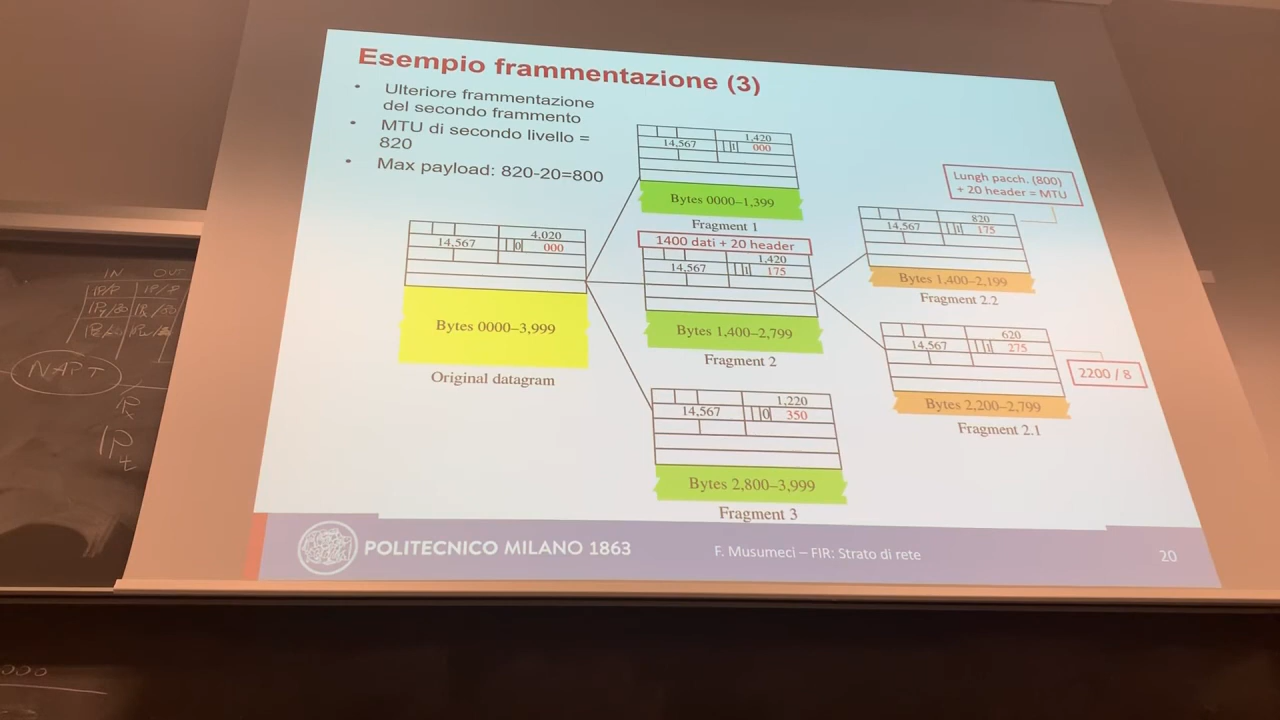 Esempio frammentazione (3)
• Ulteriore frammentazione
del secondo frammento
• MTU di secondo livello =
820
• Max payload: 820-20=800
4,020
14,567 0 000
Bytes 0000–3,999
Original datagram
1,420
14,567 1 000
Bytes 0000–1,399
Fragment 1
1400 dati + 20 header
1,420
14,567 1 175
Bytes 1,400–2,799
Fragment 2
1,220
14,567 0 350
Bytes 2,800–3,999
Fragment 3
Lungh pacch. (800)
+ 20 header = MTU
820
14,567 1 175
Bytes 1,400–2,199
Fragment 2.2
620
14,567 1 275
2200 / 8
Bytes 2,200–2,799
Fragment 2.1
POLITECNICO MILANO 1863
F. Musumeci – FIR: Strato di rete
20
IN OUT
NAPT